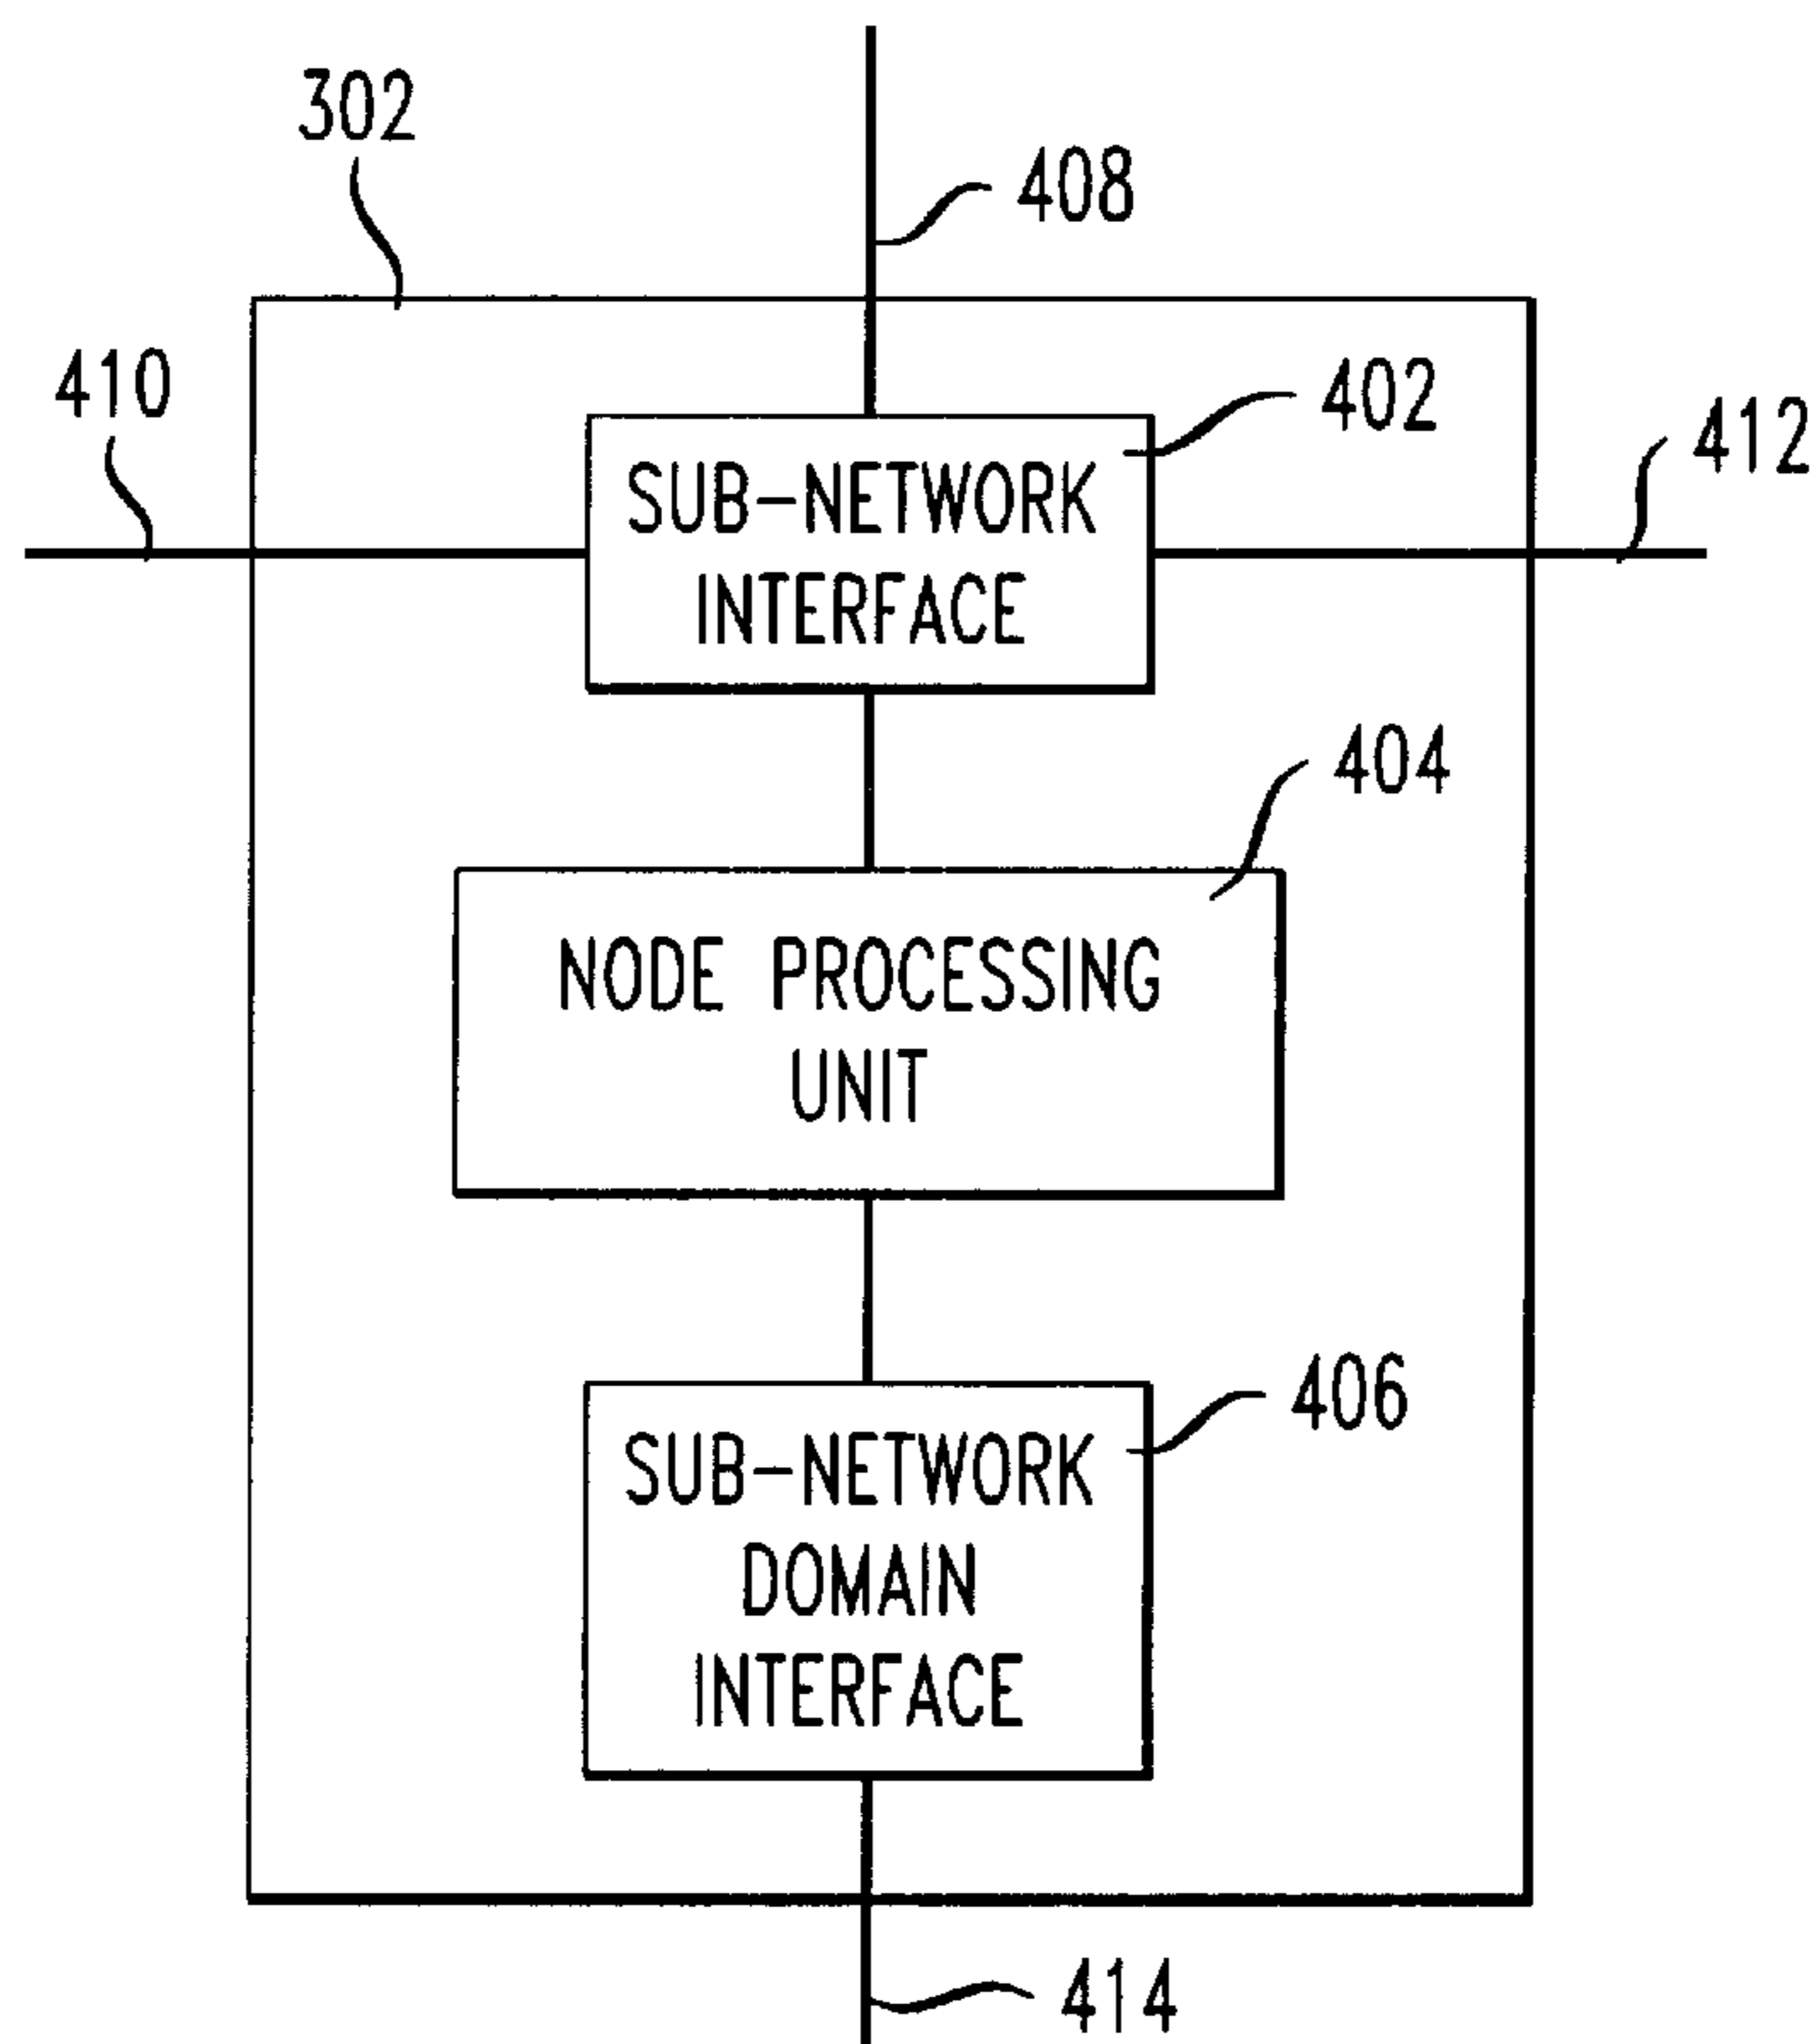 302
408
410
402
412
SUB-NETWORK
INTERFACE
404
NODE PROCESSING
UNIT
406
SUB-NETWORK
DOMAIN
INTERFACE
414